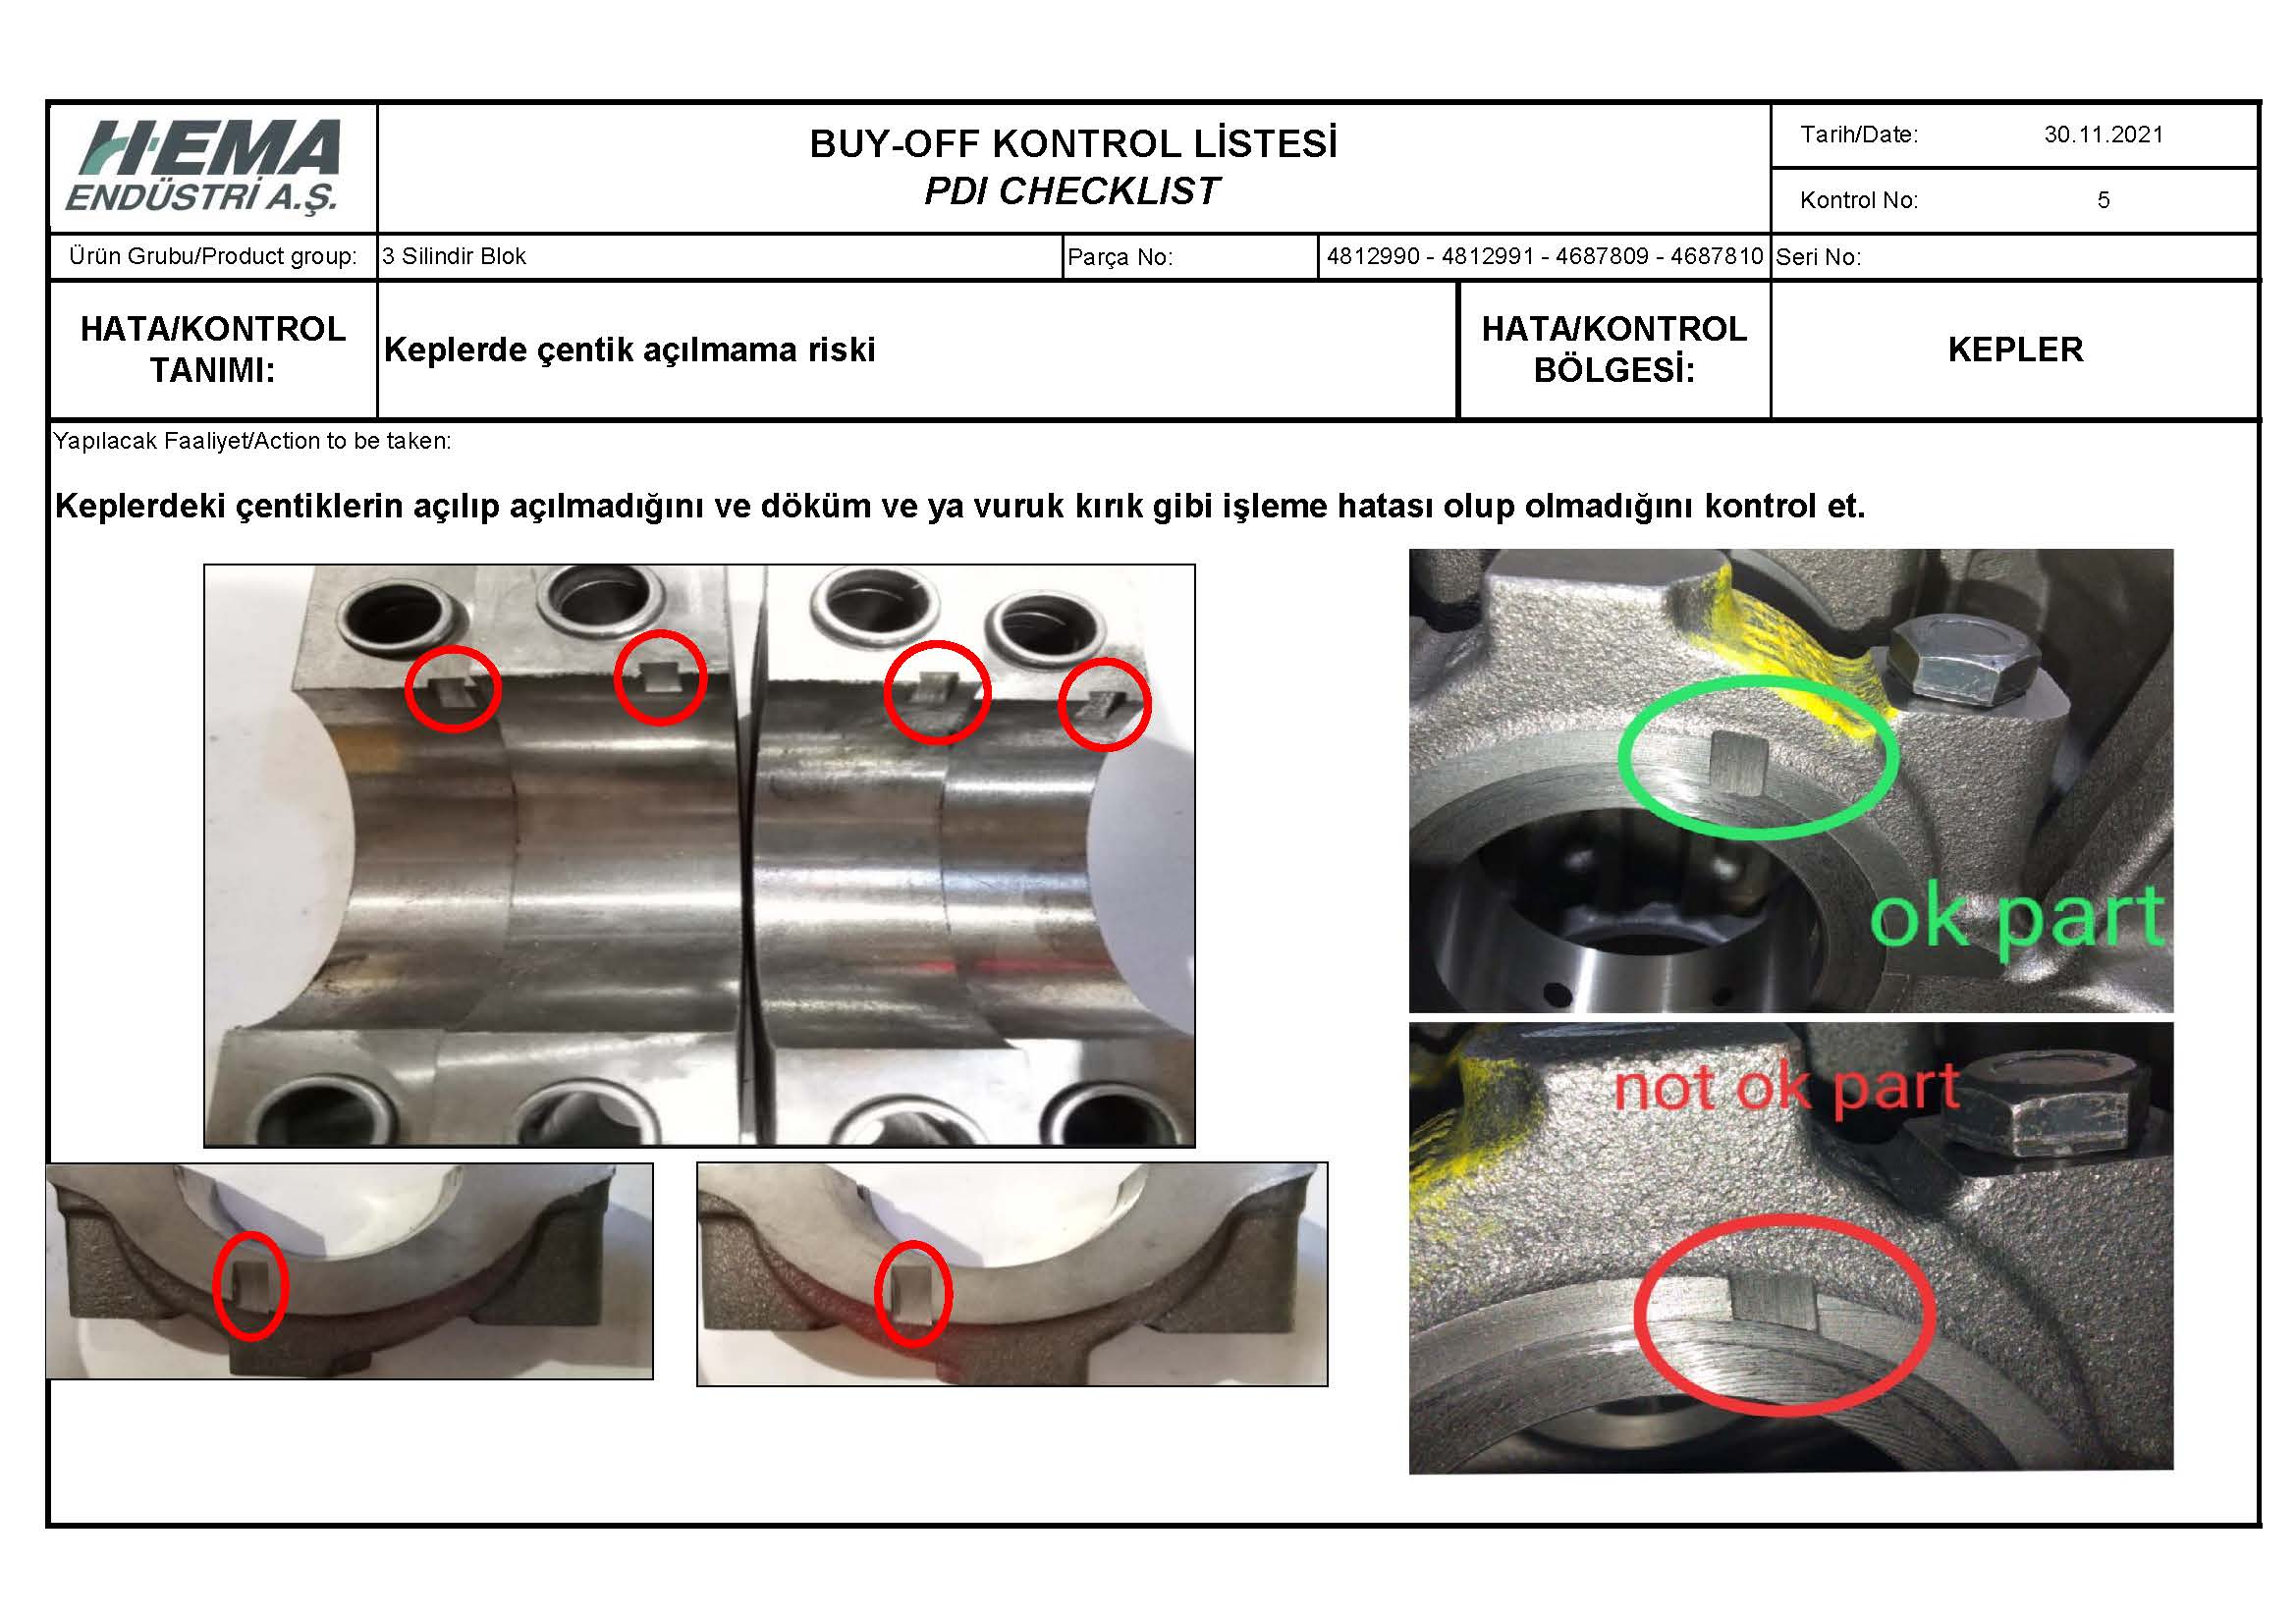 HEMA
ENDÜSTRİ A.Ş.
BUY-OFF KONTROL LİSTESİ
PDI CHECKLIST
Tarih/Date: 30.11.2021
Kontrol No: 5
Ürün Grubu/Product group: 3 Silindir Blok Parça No: 4812990 - 4812991 - 4687809 - 4687810 Seri No:
HATA/KONTROL
TANIMI:
Keplerde çentik açılmama riski
HATA/KONTROL
BÖLGESİ:
KEPLER
Yapılacak Faaliyet/Action to be taken:
Keplerdeki çentiklerin açılıp açılmadığını ve döküm ve ya vuruk kırık gibi işleme hatası olup olmadığını kontrol et.
ok part
not ok part